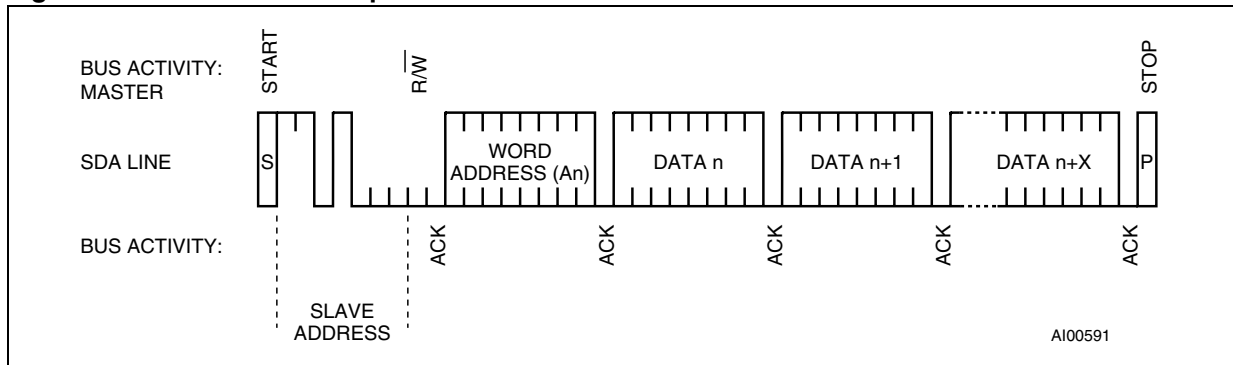 BUS ACTIVITY:
MASTER
START
R/W
STOP
SDA LINE
S
WORD
ADDRESS (An)
DATA n
DATA n+1
DATA n+X
P
BUS ACTIVITY:
ACK
ACK
ACK
ACK
ACK
SLAVE
ADDRESS
AI00591